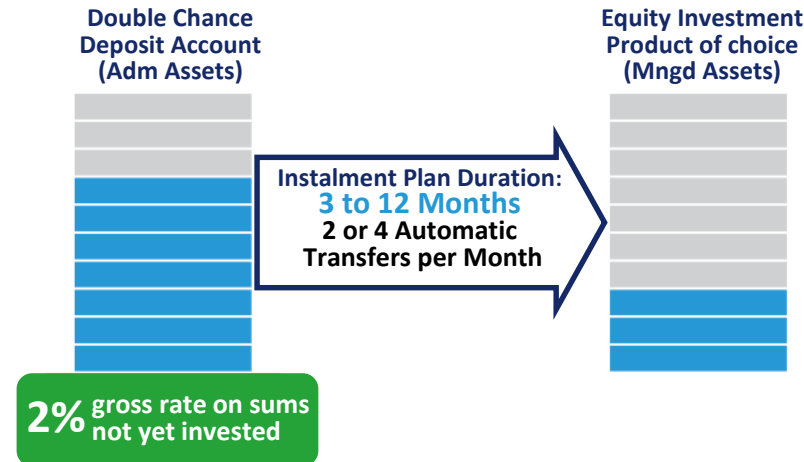 Double Chance
Deposit Account
(Adm Assets)
Equity Investment
Product of choice
(Mngd Assets)
Instalment Plan Duration:
3 to 12 Months
2 or 4 Automatic
Transfers per Month
2% gross rate on sums
not yet invested